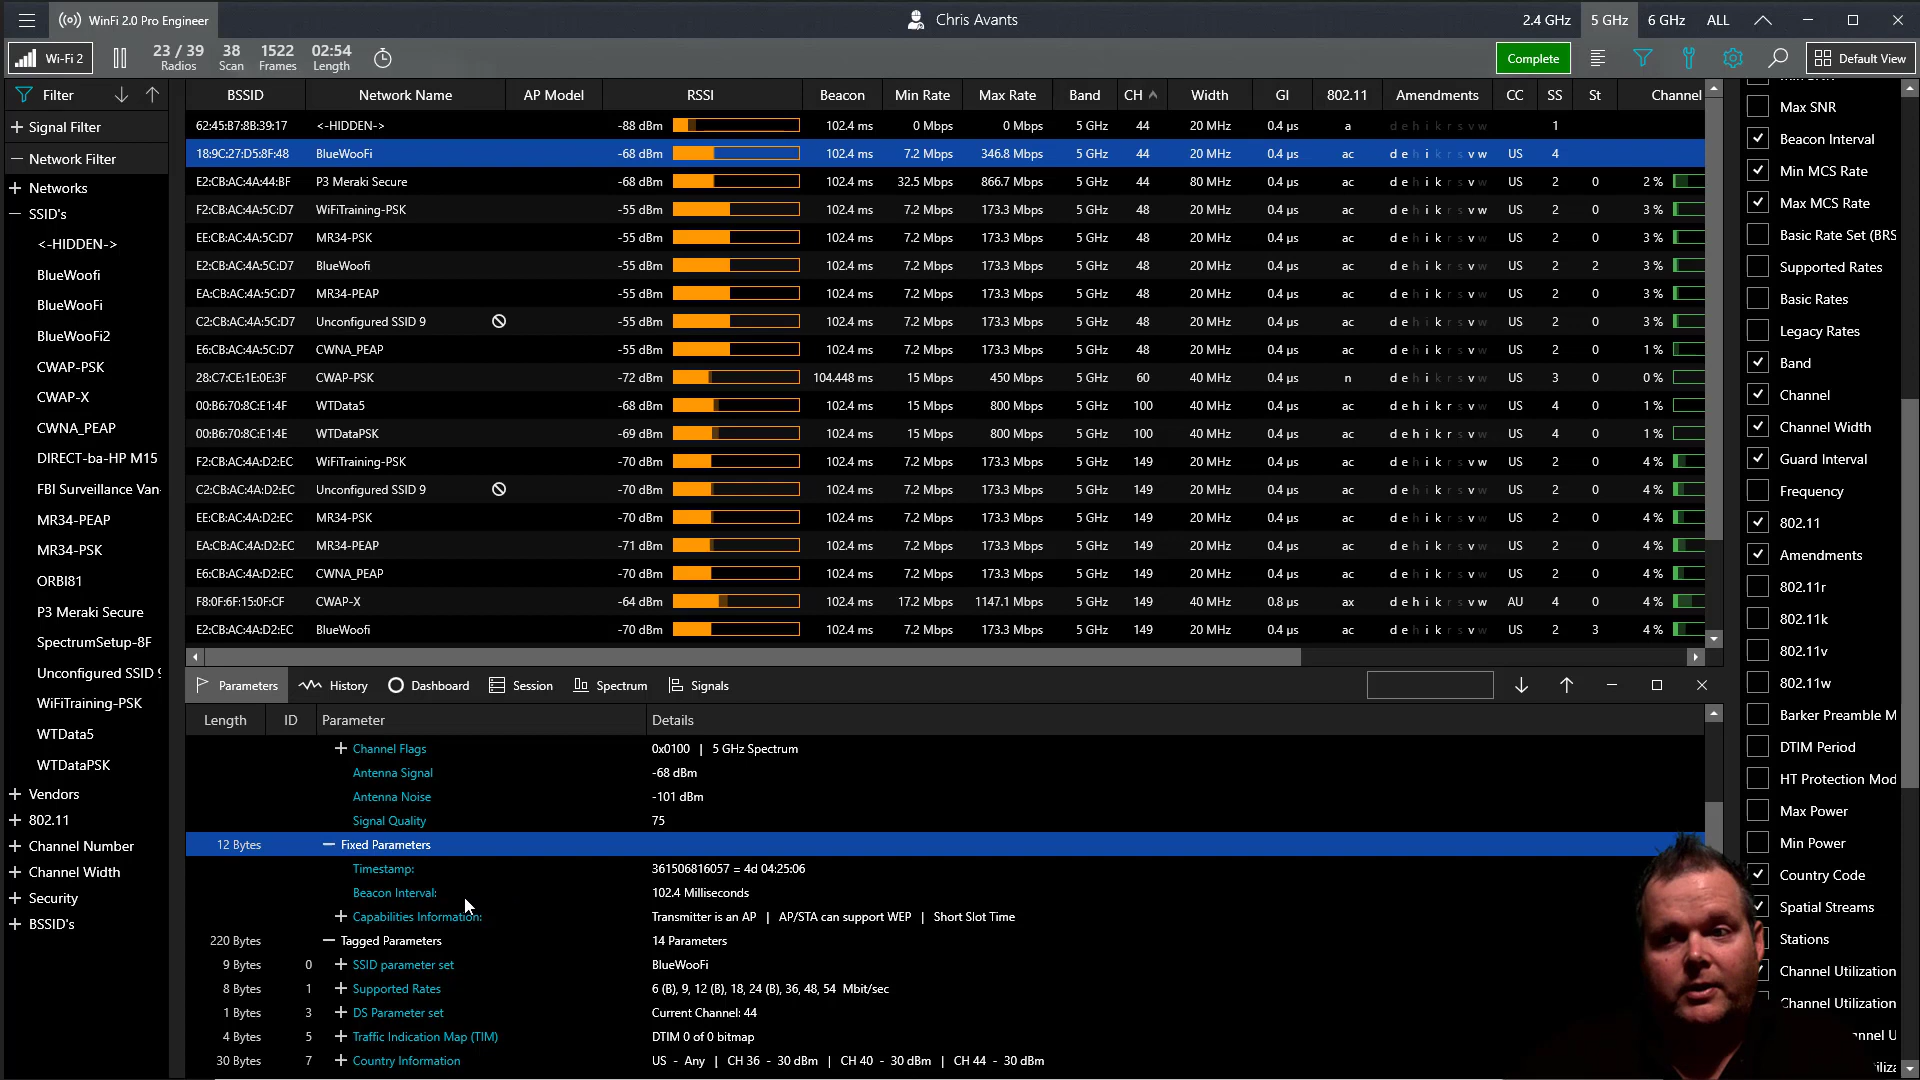 WinFi 2.0 Pro Engineer
Chris Avants
2.4 GHz 5 GHz 6 GHz ALL
Wi-Fi 2
23 / 39 38 1522 02:54
Radios Scan Frames Length
Complete
Default View
Filter
Signal Filter
Network Filter
Networks
SSID's
<-HIDDEN->
BlueWoofi
BlueWooFi
BlueWooFi2
CWAP-PSK
CWAP-X
CWNA_PEAP
DIRECT-ba-HP M15
FBI Surveillance Van
MR34-PEAP
MR34-PSK
ORBI81
P3 Meraki Secure
SpectrumSetup-8F
Unconfigured SSID 9
WiFiTraining-PSK
WTData5
WTDataPSK
Vendors
802.11
Channel Number
Channel Width
Security
BSSID's
BSSID Network Name AP Model RSSI Beacon Min Rate Max Rate Band CH Width GI 802.11 Amendments CC SS St Channel
62:45:B7:8B:39:17 <-HIDDEN-> -88 dBm 102.4 ms 0 Mbps 0 Mbps 5 GHz 44 20 MHz 0.4 µs a d e h i k r s v w 1
18:9C:27:D5:8F:48 BlueWooFi -68 dBm 102.4 ms 7.2 Mbps 346.8 Mbps 5 GHz 44 20 MHz 0.4 µs ac d e h i k r s v w US 4
E2:CB:AC:4A:44:BF P3 Meraki Secure -68 dBm 102.4 ms 32.5 Mbps 866.7 Mbps 5 GHz 44 80 MHz 0.4 µs ac d e h i k r s v w US 2 0 2 %
F2:CB:AC:4A:5C:D7 WiFiTraining-PSK -55 dBm 102.4 ms 7.2 Mbps 173.3 Mbps 5 GHz 48 20 MHz 0.4 µs ac d e h i k r s v w US 2 0 3 %
EE:CB:AC:4A:5C:D7 MR34-PSK -55 dBm 102.4 ms 7.2 Mbps 173.3 Mbps 5 GHz 48 20 MHz 0.4 µs ac d e h i k r s v w US 2 0 3 %
E2:CB:AC:4A:5C:D7 BlueWoofi -55 dBm 102.4 ms 7.2 Mbps 173.3 Mbps 5 GHz 48 20 MHz 0.4 µs ac d e h i k r s v w US 2 2 3 %
EA:CB:AC:4A:5C:D7 MR34-PEAP -55 dBm 102.4 ms 7.2 Mbps 173.3 Mbps 5 GHz 48 20 MHz 0.4 µs ac d e h i k r s v w US 2 0 3 %
C2:CB:AC:4A:5C:D7 Unconfigured SSID 9 -55 dBm 102.4 ms 7.2 Mbps 173.3 Mbps 5 GHz 48 20 MHz 0.4 µs ac d e h i k r s v w US 2 0 3 %
E6:CB:AC:4A:5C:D7 CWNA_PEAP -55 dBm 102.4 ms 7.2 Mbps 173.3 Mbps 5 GHz 48 20 MHz 0.4 µs ac d e h i k r s v w US 2 0 1 %
28:C7:CE:1E:0E:3F CWAP-PSK -72 dBm 104.448 ms 15 Mbps 450 Mbps 5 GHz 60 40 MHz 0.4 µs n d e h i k r s v w US 3 0 0 %
00:B6:70:8C:E1:4F WTData5 -68 dBm 102.4 ms 15 Mbps 800 Mbps 5 GHz 100 40 MHz 0.4 µs ac d e h i k r s v w US 4 0 1 %
00:B6:70:8C:E1:4E WTDataPSK -69 dBm 102.4 ms 15 Mbps 800 Mbps 5 GHz 100 40 MHz 0.4 µs ac d e h i k r s v w US 4 0 1 %
F2:CB:AC:4A:D2:EC WiFiTraining-PSK -70 dBm 102.4 ms 7.2 Mbps 173.3 Mbps 5 GHz 149 20 MHz 0.4 µs ac d e h i k r s v w US 2 0 4 %
C2:CB:AC:4A:D2:EC Unconfigured SSID 9 -70 dBm 102.4 ms 7.2 Mbps 173.3 Mbps 5 GHz 149 20 MHz 0.4 µs ac d e h i k r s v w US 2 0 4 %
EE:CB:AC:4A:D2:EC MR34-PSK -70 dBm 102.4 ms 7.2 Mbps 173.3 Mbps 5 GHz 149 20 MHz 0.4 µs ac d e h i k r s v w US 2 0 4 %
EA:CB:AC:4A:D2:EC MR34-PEAP -71 dBm 102.4 ms 7.2 Mbps 173.3 Mbps 5 GHz 149 20 MHz 0.4 µs ac d e h i k r s v w US 2 0 4 %
E6:CB:AC:4A:D2:EC CWNA_PEAP -70 dBm 102.4 ms 7.2 Mbps 173.3 Mbps 5 GHz 149 20 MHz 0.4 µs ac d e h i k r s v w US 2 0 4 %
F8:0F:6F:15:0F:CF CWAP-X -64 dBm 102.4 ms 17.2 Mbps 1147.1 Mbps 5 GHz 149 40 MHz 0.8 µs ax d e h i k r s v w AU 4 0 4 %
E2:CB:AC:4A:D2:EC BlueWoofi -70 dBm 102.4 ms 7.2 Mbps 173.3 Mbps 5 GHz 149 20 MHz 0.4 µs ac d e h i k r s v w US 2 3 4 %
Parameters History Dashboard Session Spectrum Signals
Length ID Parameter Details
Channel Flags 0x0100 | 5 GHz Spectrum
Antenna Signal -68 dBm
Antenna Noise -101 dBm
Signal Quality 75
12 Bytes Fixed Parameters
Timestamp: 361506816057 = 4d 04:25:06
Beacon Interval: 102.4 Milliseconds
Capabilities Information: Transmitter is an AP | AP/STA can support WEP | Short Slot Time
220 Bytes Tagged Parameters 14 Parameters
9 Bytes 0 SSID parameter set BlueWooFi
8 Bytes 1 Supported Rates 6 (B), 9, 12 (B), 18, 24 (B), 36, 48, 54 Mbit/sec
1 Bytes 3 DS Parameter set Current Channel: 44
4 Bytes 5 Traffic Indication Map (TIM) DTIM 0 of 0 bitmap
30 Bytes 7 Country Information US - Any | CH 36 - 30 dBm | CH 40 - 30 dBm | CH 44 - 30 dBm
Max SNR
Beacon Interval
Min MCS Rate
Max MCS Rate
Basic Rate Set (BRS
Supported Rates
Basic Rates
Legacy Rates
Band
Channel
Channel Width
Guard Interval
Frequency
802.11
Amendments
802.11r
802.11k
802.11v
802.11w
Barker Preamble M
DTIM Period
HT Protection Mod
Max Power
Min Power
Country Code
Spatial Streams
Stations
Channel Utilization
Channel Utilization